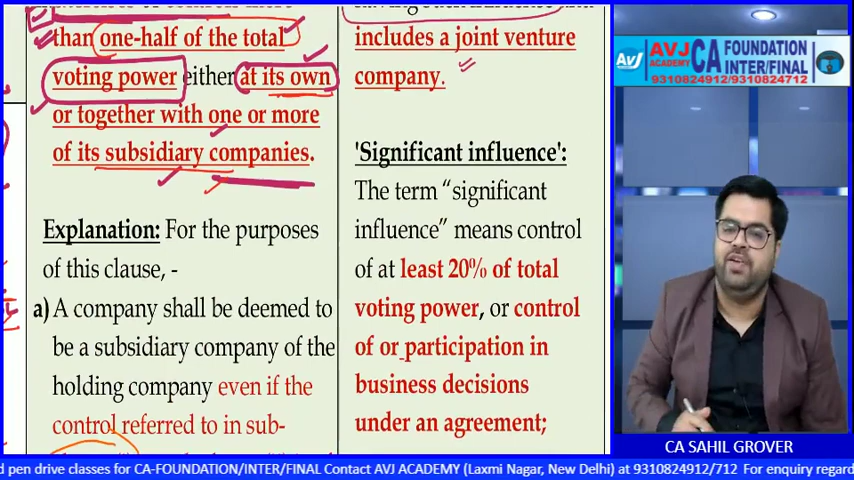 than one-half of the total
voting power either at its own
or together with one or more
of its subsidiary companies.
Explanation: For the purposes
of this clause, -
a) A company shall be deemed to
be a subsidiary company of the
holding company even if the
control referred to in sub-
includes a joint venture
company.
'Significant influence':
The term “significant
influence” means control
of at least 20% of total
voting power, or control
of or participation in
business decisions
under an agreement;
AVJ
AVJ
ACADEMY
CA
FOUNDATION
INTER/FINAL
9310824912/9310824712
CA SAHIL GROVER
d pen drive classes for CA-FOUNDATION/INTER/FINAL Contact AVJ ACADEMY (Laxmi Nagar, New Delhi) at 9310824912/712 For enquiry regard